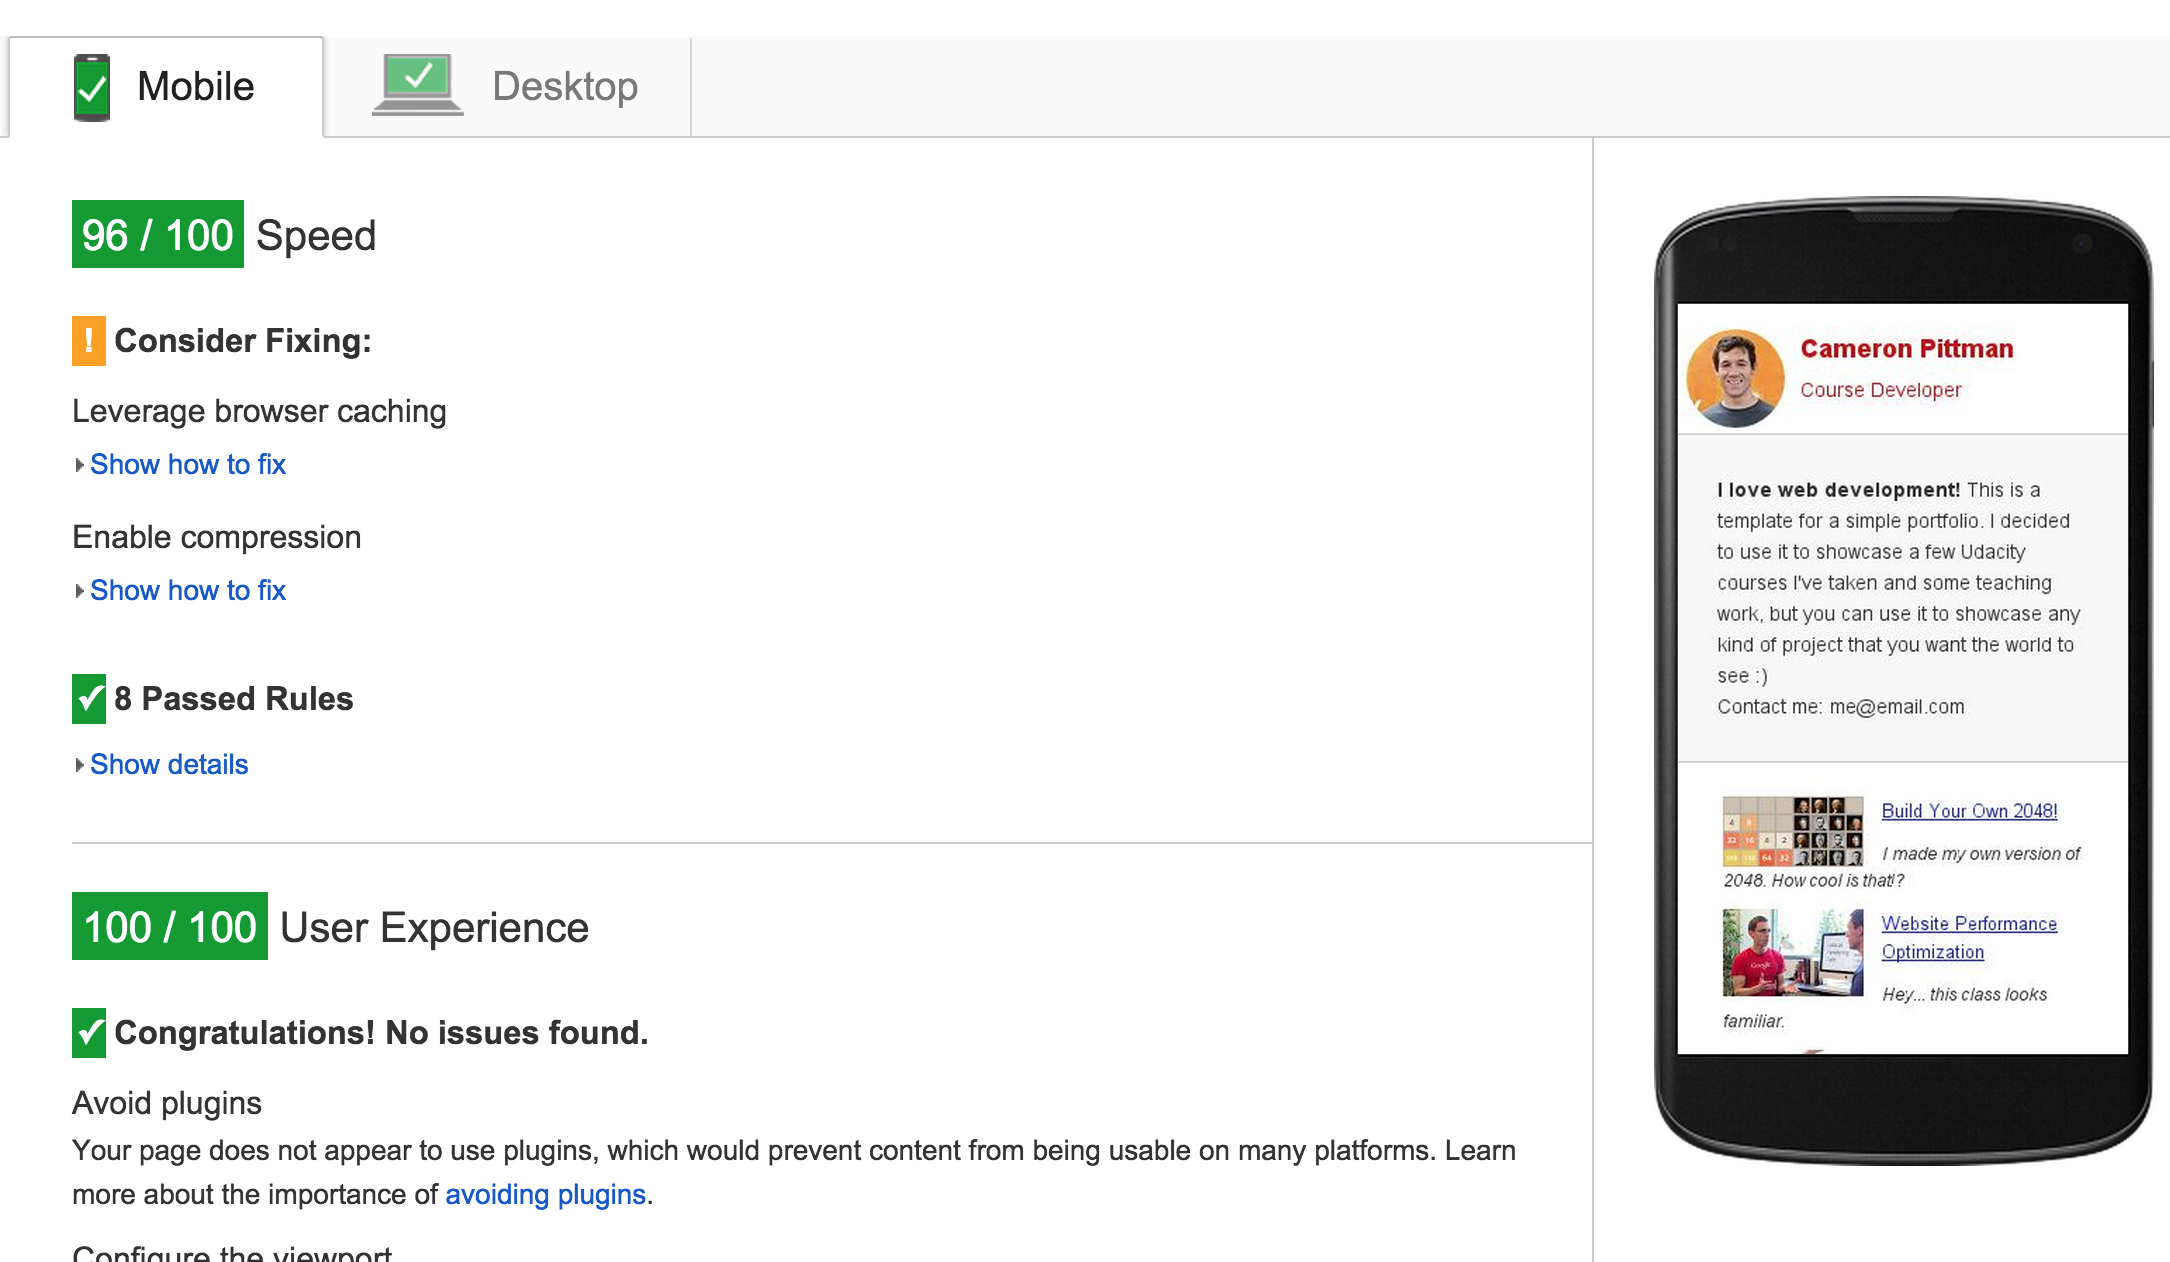 Mobile
Desktop
96 / 100 Speed
! Consider Fixing:
Leverage browser caching
Show how to fix
Enable compression
Show how to fix
8 Passed Rules
Show details
100 / 100 User Experience
Congratulations! No issues found.
Avoid plugins
Your page does not appear to use plugins, which would prevent content from being usable on many platforms. Learn
more about the importance of avoiding plugins.
Configure the viewport
Cameron Pittman
Course Developer
I love web development! This is a
template for a simple portfolio. I decided
to use it to showcase a few Udacity
courses I've taken and some teaching
work, but you can use it to showcase any
kind of project that you want the world to
see :)
Contact me: me@email.com
Build Your Own 2048!
I made my own version of
2048. How cool is that!?
Website Performance
Optimization
Hey... this class looks
familiar.